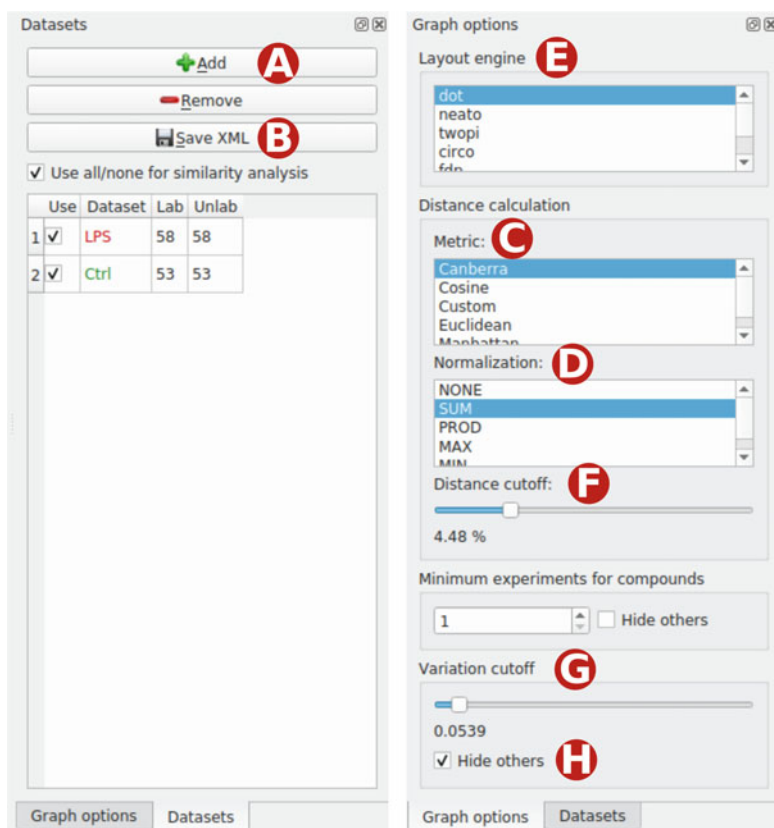 Datasets
Add A
Remove
Save XML B
Use all/none for similarity analysis
Use Dataset Lab Unlab
1 LPS 58 58
2 Ctrl 53 53
Graph options Datasets
Graph options
Layout engine E
dot
neato
twopi
circo
fdp
Distance calculation
Metric: C
Canberra
Cosine
Custom
Euclidean
Manhattan
Normalization: D
NONE
SUM
PROD
MAX
MIN
Distance cutoff: F
4.48 %
Minimum experiments for compounds
1 Hide others
Variation cutoff G
0.0539
Hide others H
Graph options Datasets